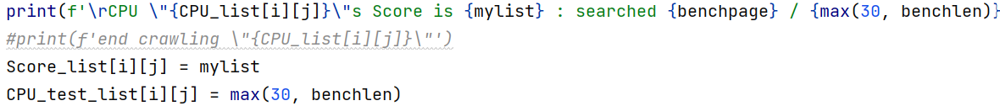 print(f'\rCPU \"{CPU_list[i][j]}\"s Score is {mylist} : searched {benchpage} / {max(30, benchlen)}
#print(f'end crawling \"{CPU_list[i][j]}\"')
Score_list[i][j] = mylist
CPU_test_list[i][j] = max(30, benchlen)